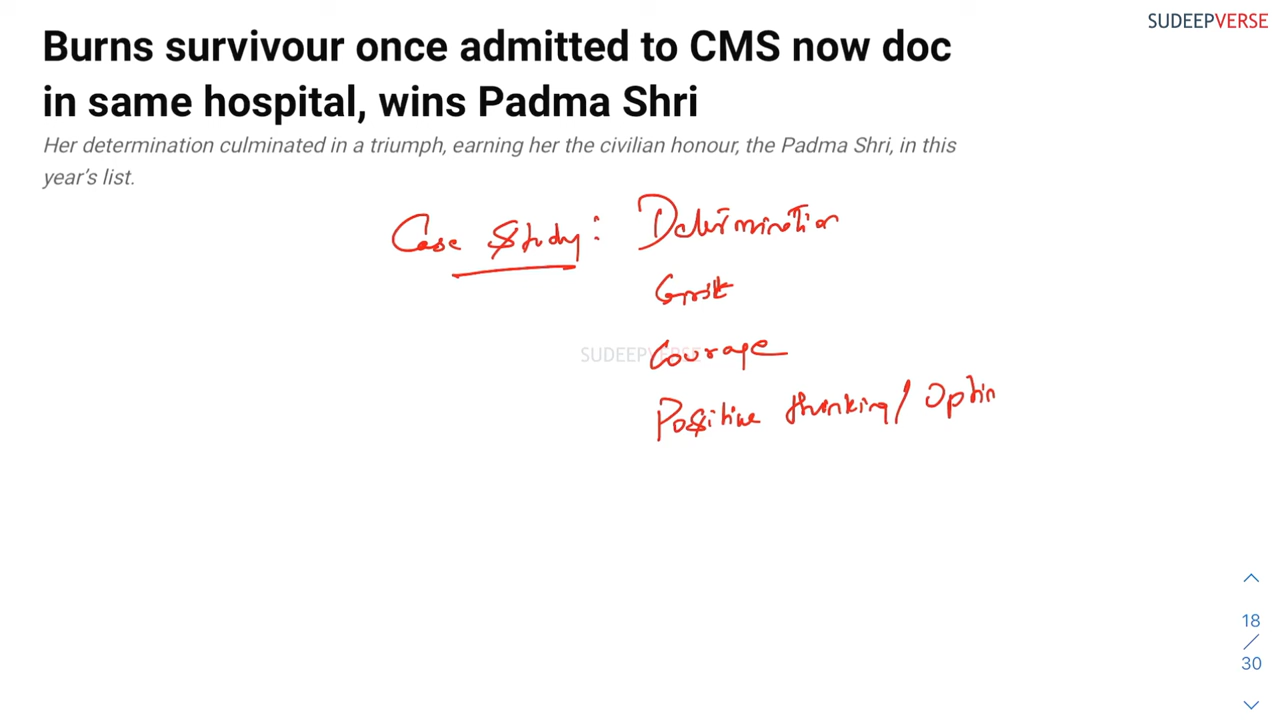 SUDEEPVERSE
Burns survivour once admitted to CMS now doc
in same hospital, wins Padma Shri
Her determination culminated in a triumph, earning her the civilian honour, the Padma Shri, in this
year's list.
Case Study: Determination
Grit
SUDEEPVERSE
Courage
Positive thinking/ Optim
18
/
30